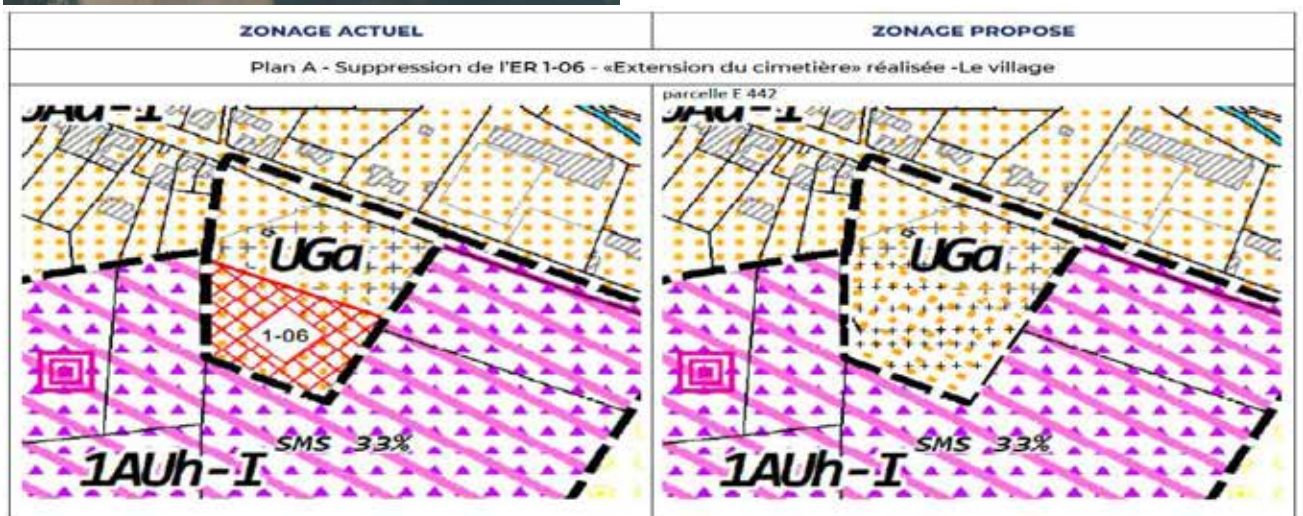 ZONAGE ACTUEL
ZONAGE PROPOSE
Plan A - Suppression de l'ER 1-06 - «Extension du cimetière» réalisée -Le village
parcelle E 442
UGa
1-06
SMS 33%
1AUh-I
UGa
SMS 33%
1AUh-I